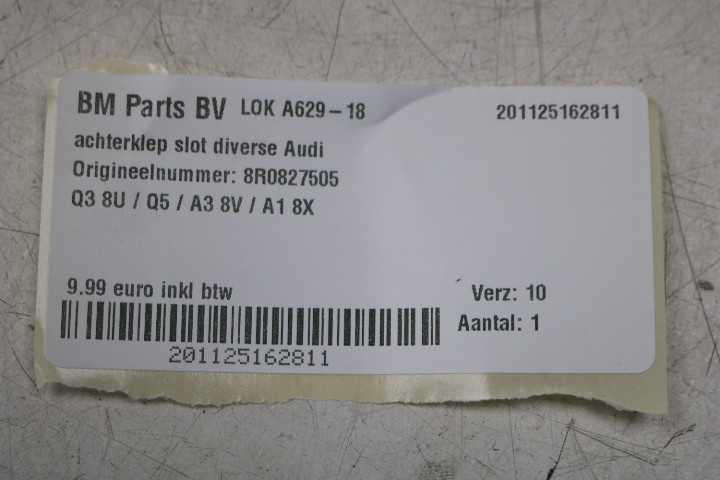 BM Parts BV LOK A629-18 201125162811
achterklep slot diverse Audi
Origineelnummer: 8R0827505
Q3 8U / Q5 / A3 8V / A1 8X
9.99 euro inkl btw Verz: 10
Aantal: 1
201125162811